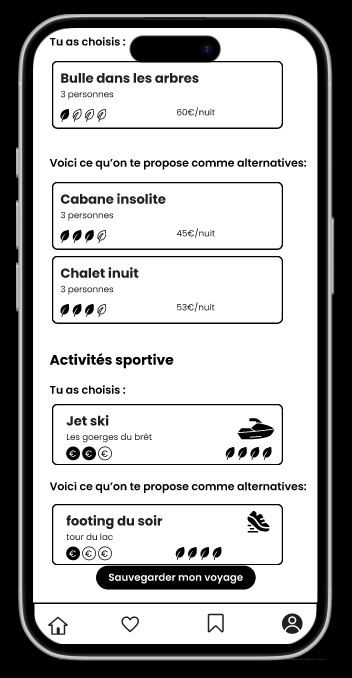 Tu as choisis :
Bulle dans les arbres
3 personnes
60€/nuit
Voici ce qu'on te propose comme alternatives:
Cabane insolite
3 personnes
45€/nuit
Chalet inuit
3 personnes
53€/nuit
Activités sportive
Tu as choisis :
Jet ski
Les goerges du brêt
€ € €
Voici ce qu'on te propose comme alternatives:
footing du soir
tour du lac
€ € €
Sauvegarder mon voyage